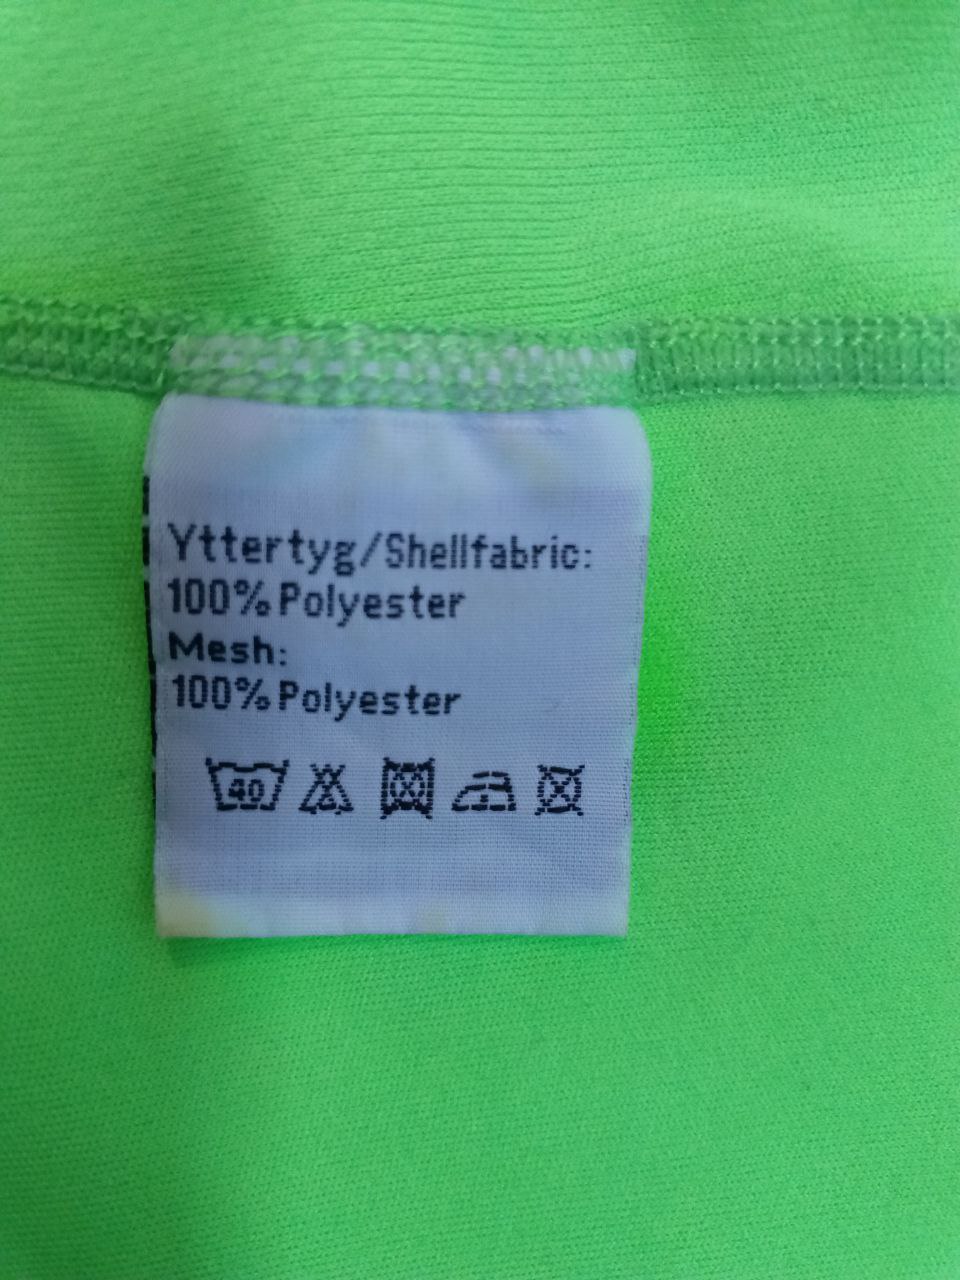 Yttertyg/Shellfabric:
100% Polyester
Mesh:
100% Polyester
40